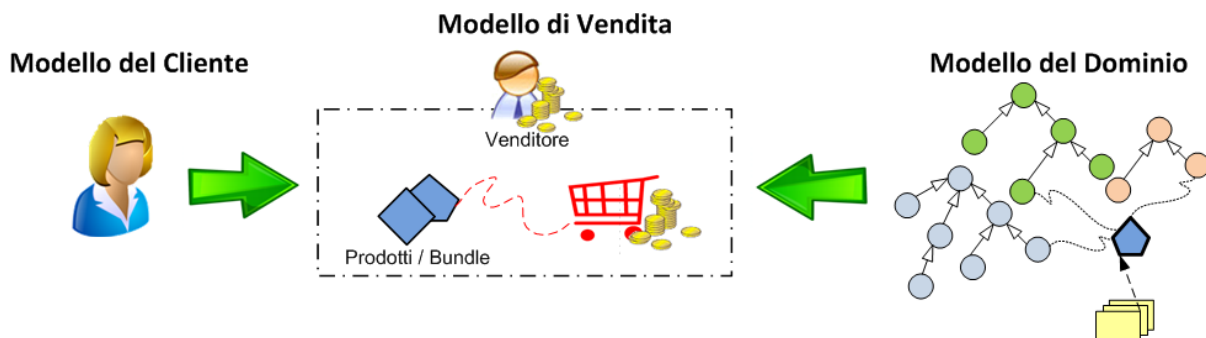 Modello del Cliente
Modello di Vendita
Venditore
Prodotti / Bundle
Modello del Dominio